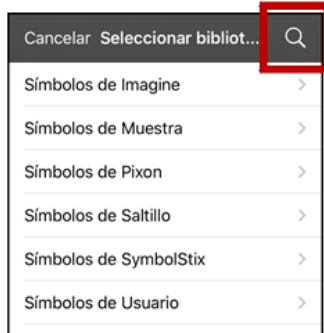 Cancelar Seleccionar bibliot...
Símbolos de Imagine
Símbolos de Muestra
Símbolos de Pixon
Símbolos de Saltillo
Símbolos de SymbolStix
Símbolos de Usuario